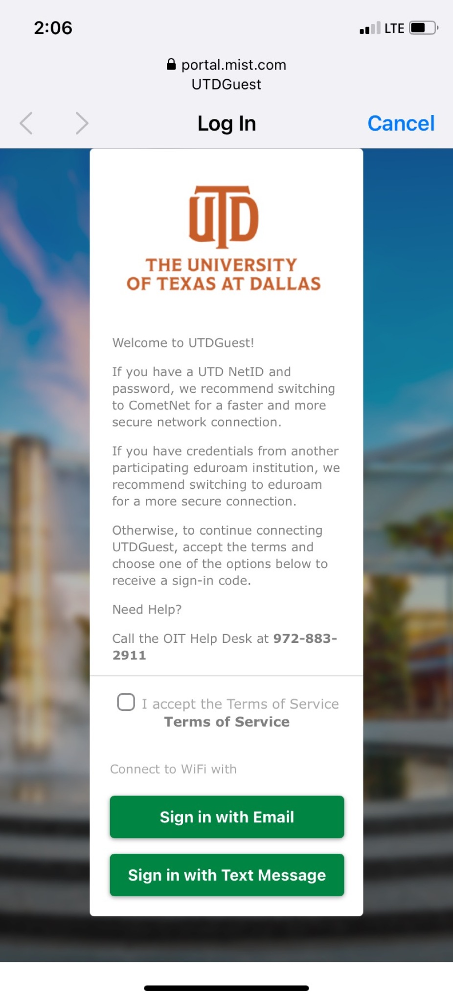 2:06
LTE
portal.mist.com
UTDGuest
Log In
Cancel
UTD
THE UNIVERSITY
OF TEXAS AT DALLAS
Welcome to UTDGuest!
If you have a UTD NetID and
password, we recommend switching
to CometNet for a faster and more
secure network connection.
If you have credentials from another
participating eduroam institution, we
recommend switching to eduroam
for a more secure connection.
Otherwise, to continue connecting
UTDGuest, accept the terms and
choose one of the options below to
receive a sign-in code.
Need Help?
Call the OIT Help Desk at 972-883-
2911
I accept the Terms of Service
Terms of Service
Connect to WiFi with
Sign in with Email
Sign in with Text Message